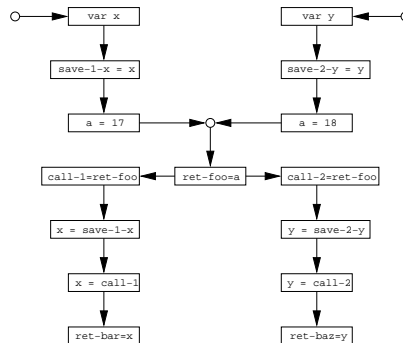 var x
var y
save-1-x = x
save-2-y = y
a = 17
a = 18
call-1=ret-foo
ret-foo=a
call-2=ret-foo
x = save-1-x
y = save-2-y
x = call-1
y = call-2
ret-bar=x
ret-baz=y